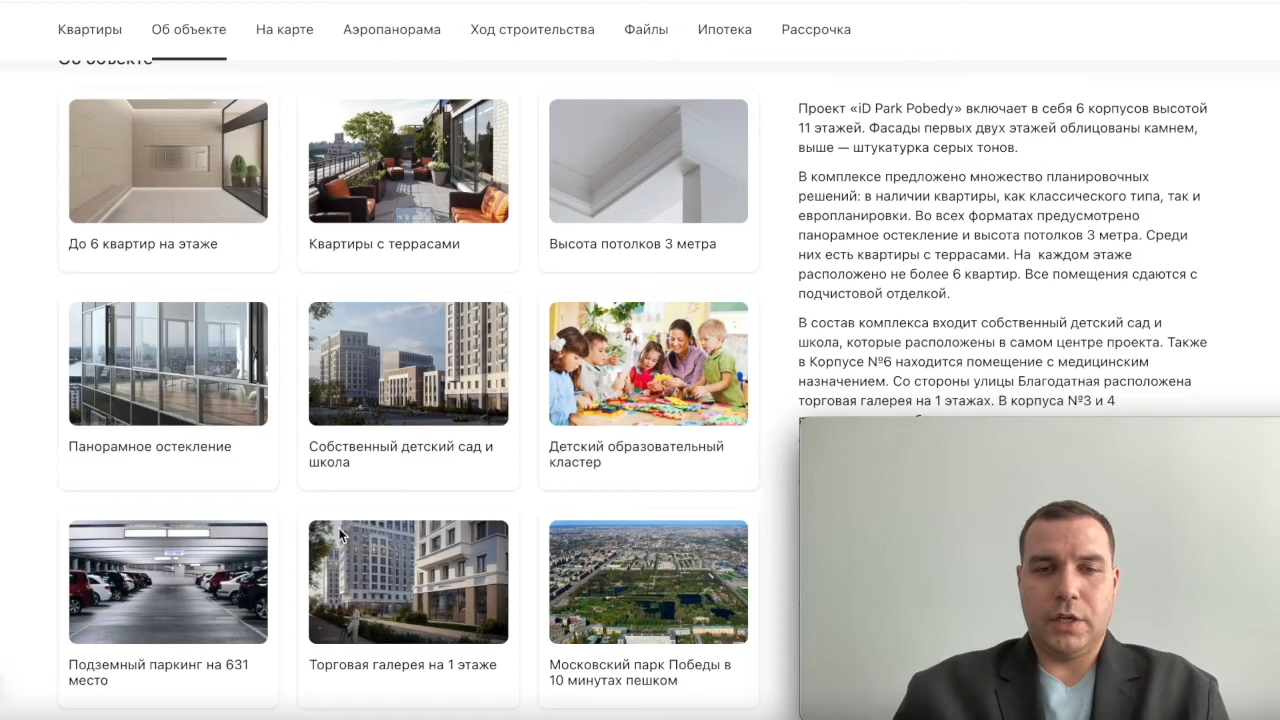 Квартиры
Об объекте
На карте
Аэропанорама
Ход строительства
Файлы
Ипотека
Рассрочка
Об объекте
До 6 квартир на этаже
Квартиры с террасами
Высота потолков 3 метра
Панорамное остекление
Собственный детский сад и
школа
Детский образовательный
кластер
Подземный паркинг на 631
место
Торговая галерея на 1 этаже
Московский парк Победы в
10 минутах пешком
Проект «iD Park Pobedy» включает в себя 6 корпусов высотой
11 этажей. Фасады первых двух этажей облицованы камнем,
выше — штукатурка серых тонов.
В комплексе предложено множество планировочных
решений: в наличии квартиры, как классического типа, так и
европланировки. Во всех форматах предусмотрено
панорамное остекление и высота потолков 3 метра. Среди
них есть квартиры с террасами. На каждом этаже
расположено не более 6 квартир. Все помещения сдаются с
подчистовой отделкой.
В состав комплекса входит собственный детский сад и
школа, которые расположены в самом центре проекта. Также
в Корпусе №6 находится помещение с медицинским
назначением. Со стороны улицы Благодатная расположена
торговая галерея на 1 этажах. В корпуса №3 и 4